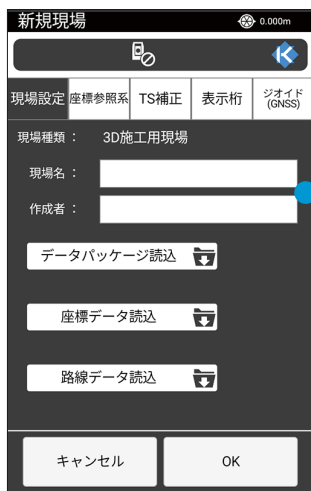 新規現場 0.000m
現場設定 座標参照系 TS補正 表示桁 ジオイド
(GNSS)
現場種類 : 3D施工用現場
現場名 :
作成者 :
データパッケージ読込
座標データ読込
路線データ読込
キャンセル OK